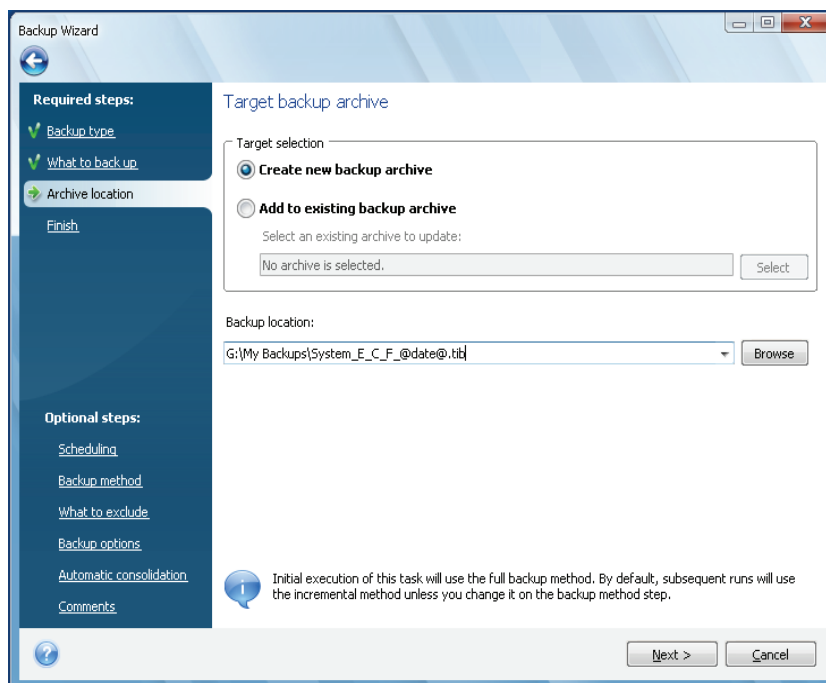 Backup Wizard
Required steps:
Backup type
What to back up
Archive location
Finish
Optional steps:
Scheduling
Backup method
What to exclude
Backup options
Automatic consolidation
Comments
Target backup archive
Target selection
Create new backup archive
Add to existing backup archive
Select an existing archive to update:
No archive is selected.
Select
Backup location:
G:\My Backups\System_E_C_F_@date@.tib
Browse
Initial execution of this task will use the full backup method. By default, subsequent runs will use
the incremental method unless you change it on the backup method step.
Next >
Cancel